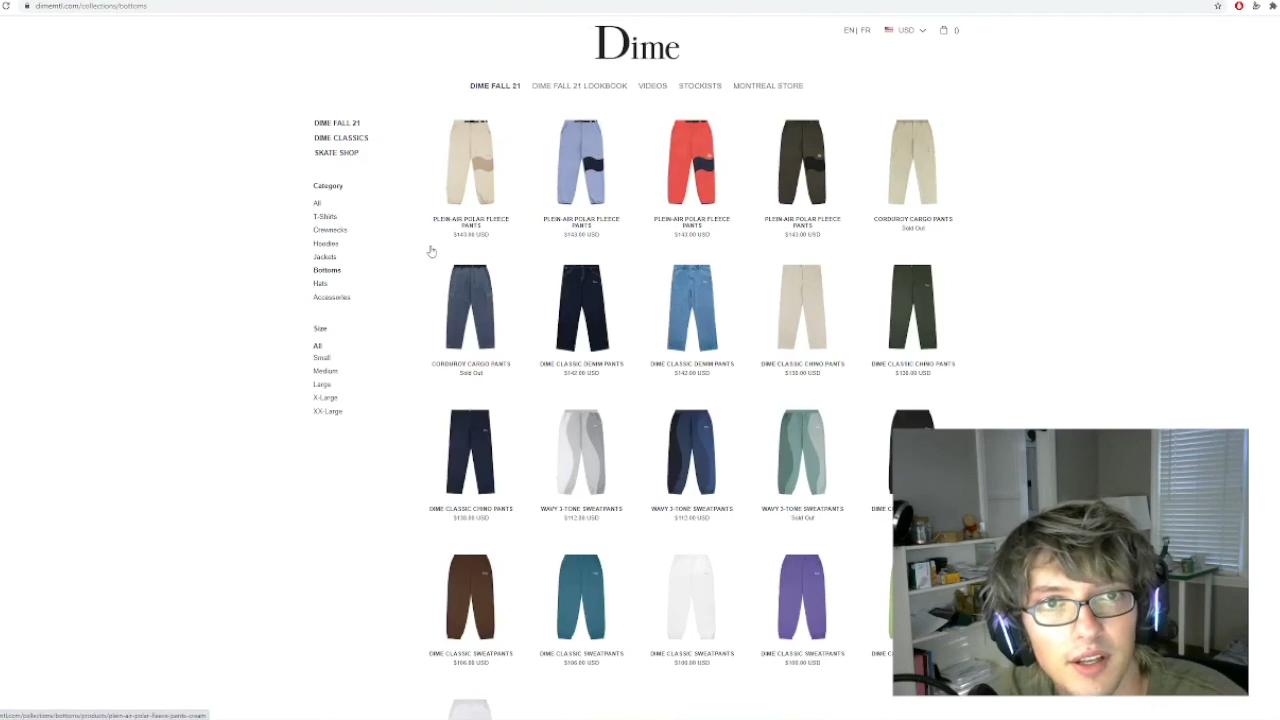 dimemtl.com/collections/bottoms
Dime
EN | FR
USD
0
DIME FALL 21
DIME FALL 21 LOOKBOOK
VIDEOS
STOCKISTS
MONTREAL STORE
DIME FALL 21
DIME CLASSICS
SKATE SHOP
Category
All
T-Shirts
Crewnecks
Hoodies
Jackets
Bottoms
Hats
Accessories
Size
All
Small
Medium
Large
X-Large
XX-Large
PLEIN-AIR POLAR FLEECE
PANTS
$143.00 USD
PLEIN-AIR POLAR FLEECE
PANTS
$143.00 USD
PLEIN-AIR POLAR FLEECE
PANTS
$143.00 USD
PLEIN-AIR POLAR FLEECE
PANTS
$143.00 USD
CORDUROY CARGO PANTS
Sold Out
CORDUROY CARGO PANTS
Sold Out
DIME CLASSIC DENIM PANTS
$142.00 USD
DIME CLASSIC DENIM PANTS
$142.00 USD
DIME CLASSIC CHINO PANTS
$138.00 USD
DIME CLASSIC CHINO PANTS
$138.00 USD
DIME CLASSIC CHINO PANTS
$138.00 USD
WAVY 3-TONE SWEATPANTS
$112.00 USD
WAVY 3-TONE SWEATPANTS
$112.00 USD
WAVY 3-TONE SWEATPANTS
Sold Out
DIME C
DIME CLASSIC SWEATPANTS
$106.00 USD
DIME CLASSIC SWEATPANTS
$106.00 USD
DIME CLASSIC SWEATPANTS
$106.00 USD
DIME CLASSIC SWEATPANTS
$106.00 USD
DIME C
mtl.com/collections/bottoms/products/plein-air-polar-fleece-pants-cream